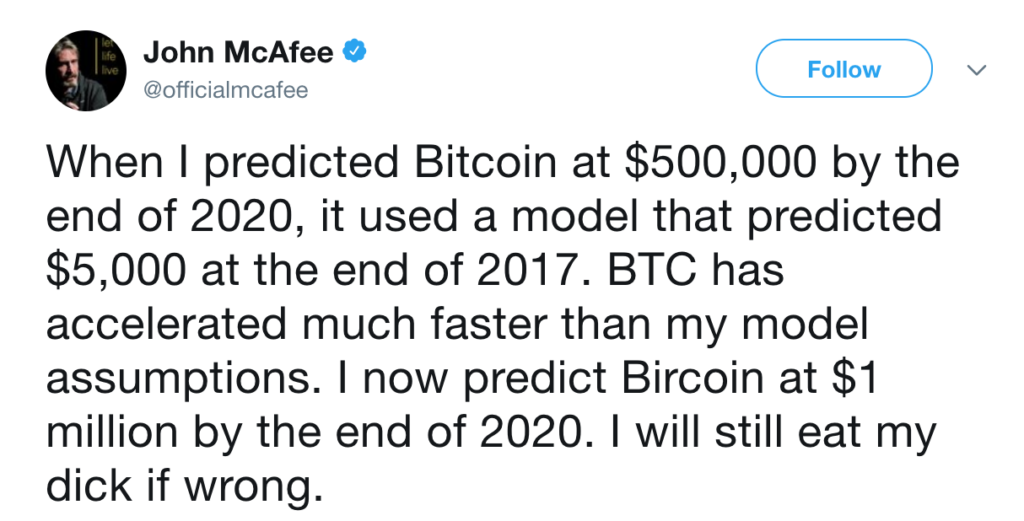 let
life
live
John McAfee
@officialmcafee
Follow
When I predicted Bitcoin at $500,000 by the
end of 2020, it used a model that predicted
$5,000 at the end of 2017. BTC has
accelerated much faster than my model
assumptions. I now predict Bircoin at $1
million by the end of 2020. I will still eat my
dick if wrong.